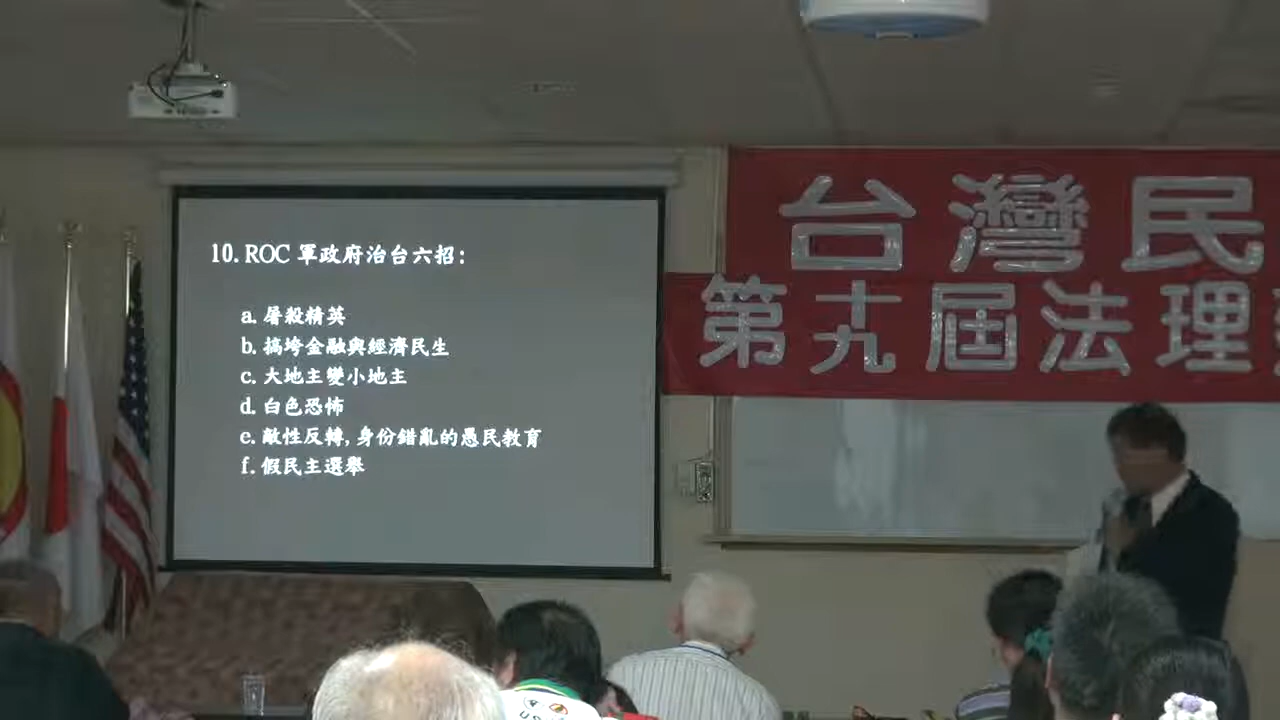 10. ROC 軍政府治台六招：
a. 屠殺精英
b. 搞垮金融與經濟民生
c. 大地主變小地主
d. 白色恐怖
e. 敵性反轉, 身份錯亂的愚民教育
f. 假民主選舉
台灣民
第十九屆法理